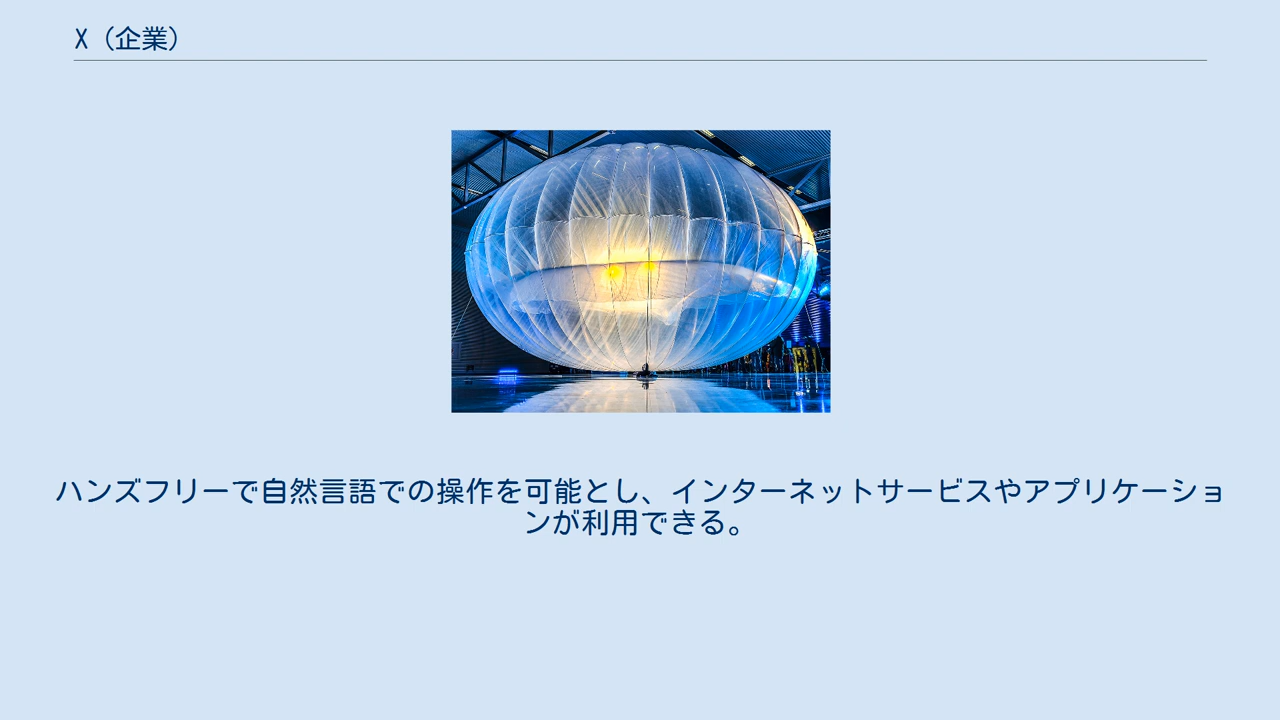 X（企業）
ハンズフリーで自然言語での操作を可能とし、インターネットサービスやアプリケーショ
ンが利用できる。